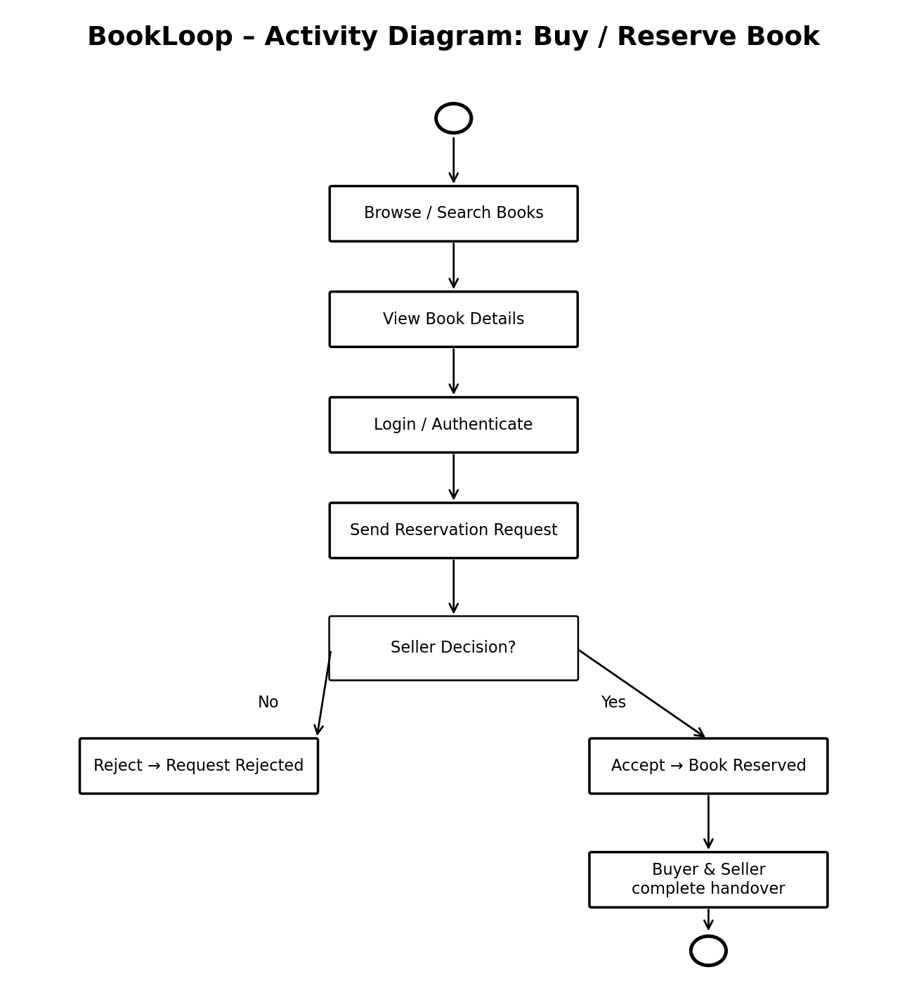 BookLoop – Activity Diagram: Buy / Reserve Book
Browse / Search Books
View Book Details
Login / Authenticate
Send Reservation Request
Seller Decision?
No
Yes
Reject → Request Rejected
Accept → Book Reserved
Buyer & Seller
complete handover